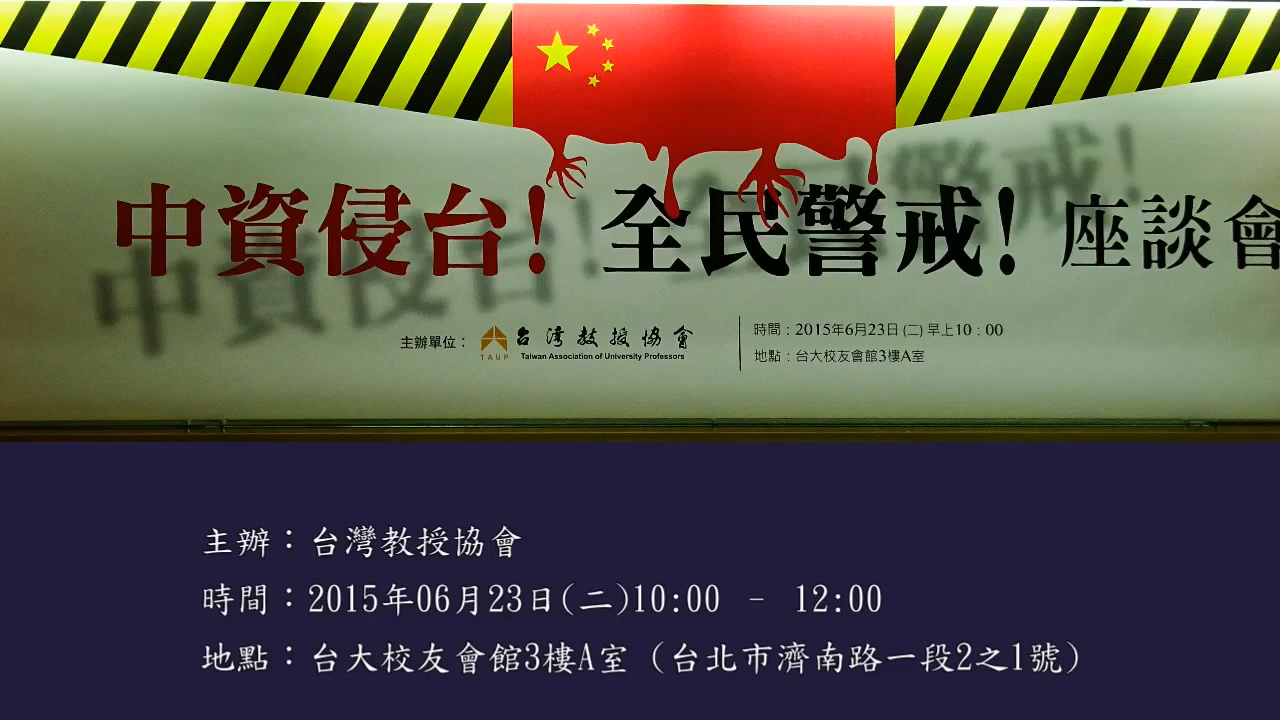 中資侵台！全民警戒！座談會
主辦單位：台灣教授協會
TAUP
Taiwan Association of University Professors
時間：2015年6月23日(二)早上10：00
地點：台大校友會館3樓A室
主辦：台灣教授協會
時間：2015年06月23日(二)10:00 – 12:00
地點：台大校友會館3樓A室（台北市濟南路一段2之1號）